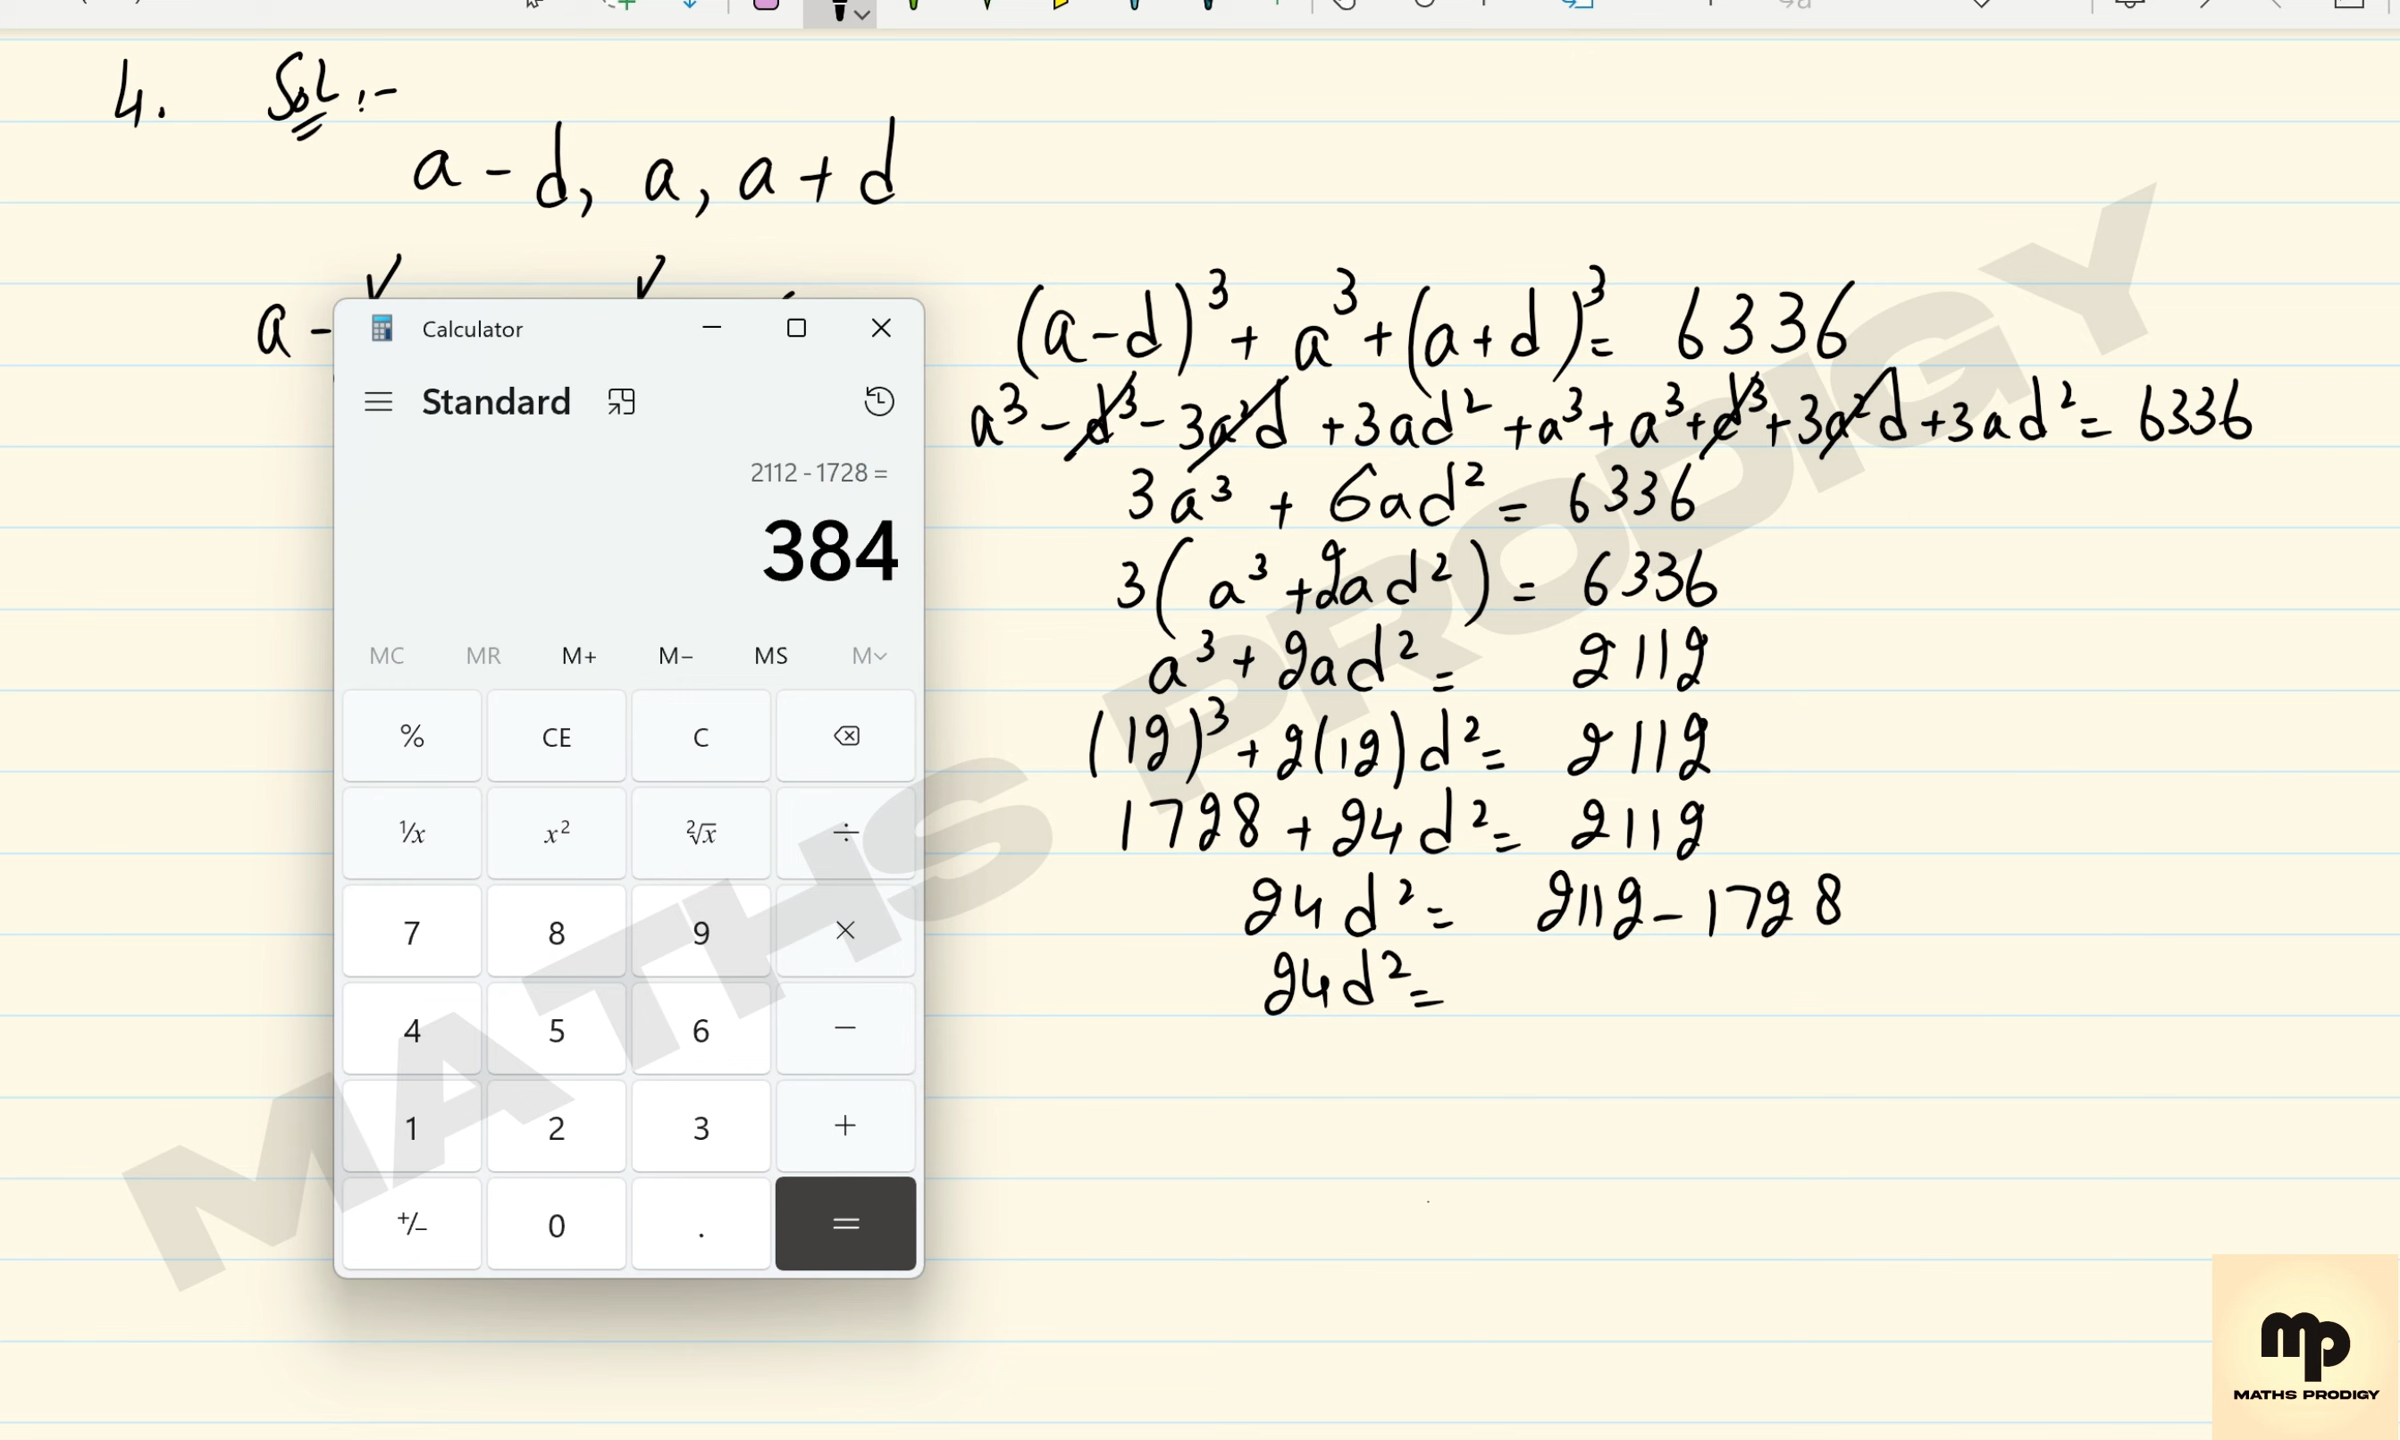 4. Sol :-
a - d, a, a + d
a -
(a-d)³ + a³ + (a+d)³ = 6336
a³ - d³ - 3a²d + 3ad² + a³ + a³ + d³ + 3a²d + 3ad² = 6336
3a³ + 6ad² = 6336
3(a³ + 2ad²) = 6336
a³ + 2ad² = 2112
(12)³ + 2(12)d² = 2112
1728 + 24d² = 2112
24d² = 2112 - 1728
24d² =
Calculator
Standard
2112 - 1728 =
384
MC MR M+ M- MS M
% CE C
1/x x² ²√x ÷
7 8 9 ×
4 5 6 −
1 2 3 +
+/− 0 . =
MATHS PRODIGY
mp
MATHS PRODIGY